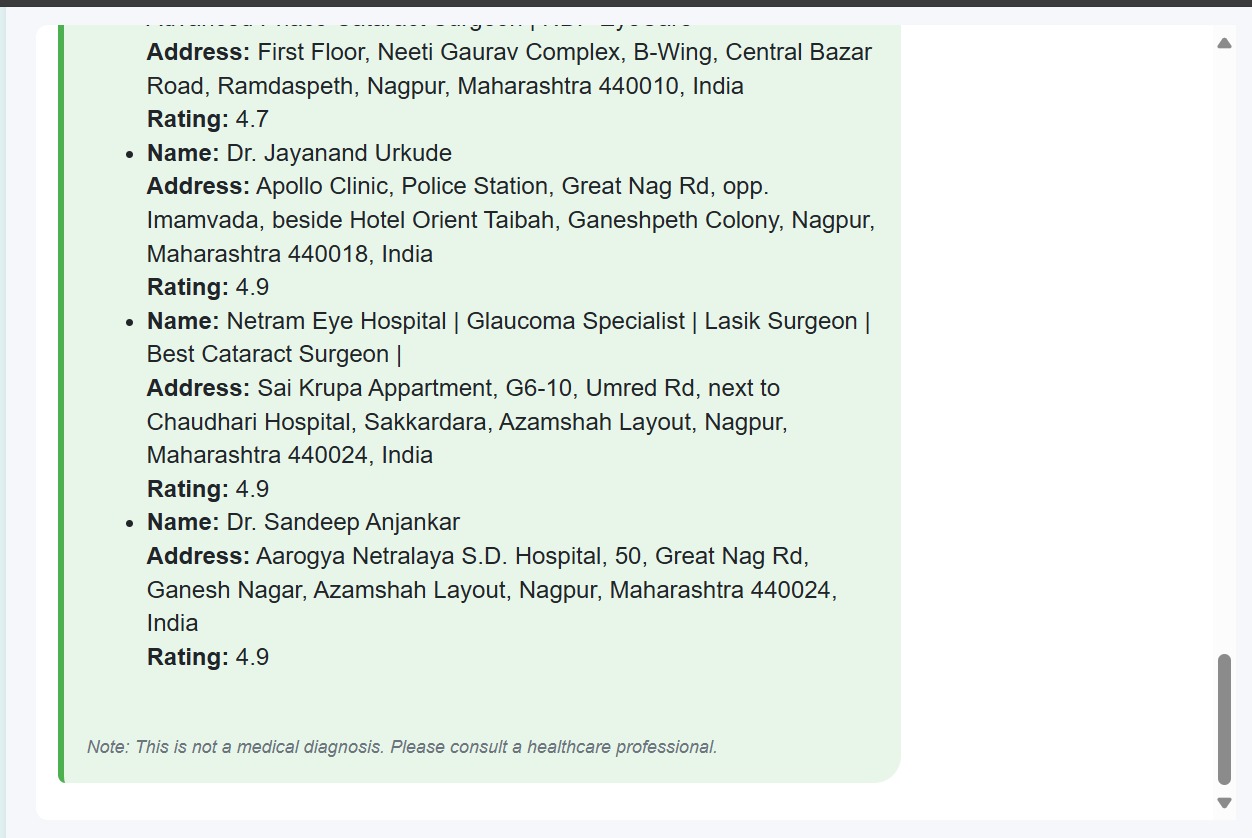 Address: First Floor, Neeti Gaurav Complex, B-Wing, Central Bazar
Road, Ramdaspeth, Nagpur, Maharashtra 440010, India
Rating: 4.7
• Name: Dr. Jayanand Urkude
Address: Apollo Clinic, Police Station, Great Nag Rd, opp.
Imamvada, beside Hotel Orient Taibah, Ganeshpeth Colony, Nagpur,
Maharashtra 440018, India
Rating: 4.9
• Name: Netram Eye Hospital | Glaucoma Specialist | Lasik Surgeon |
Best Cataract Surgeon |
Address: Sai Krupa Appartment, G6-10, Umred Rd, next to
Chaudhari Hospital, Sakkardara, Azamshah Layout, Nagpur,
Maharashtra 440024, India
Rating: 4.9
• Name: Dr. Sandeep Anjankar
Address: Aarogya Netralaya S.D. Hospital, 50, Great Nag Rd,
Ganesh Nagar, Azamshah Layout, Nagpur, Maharashtra 440024,
India
Rating: 4.9
Note: This is not a medical diagnosis. Please consult a healthcare professional.